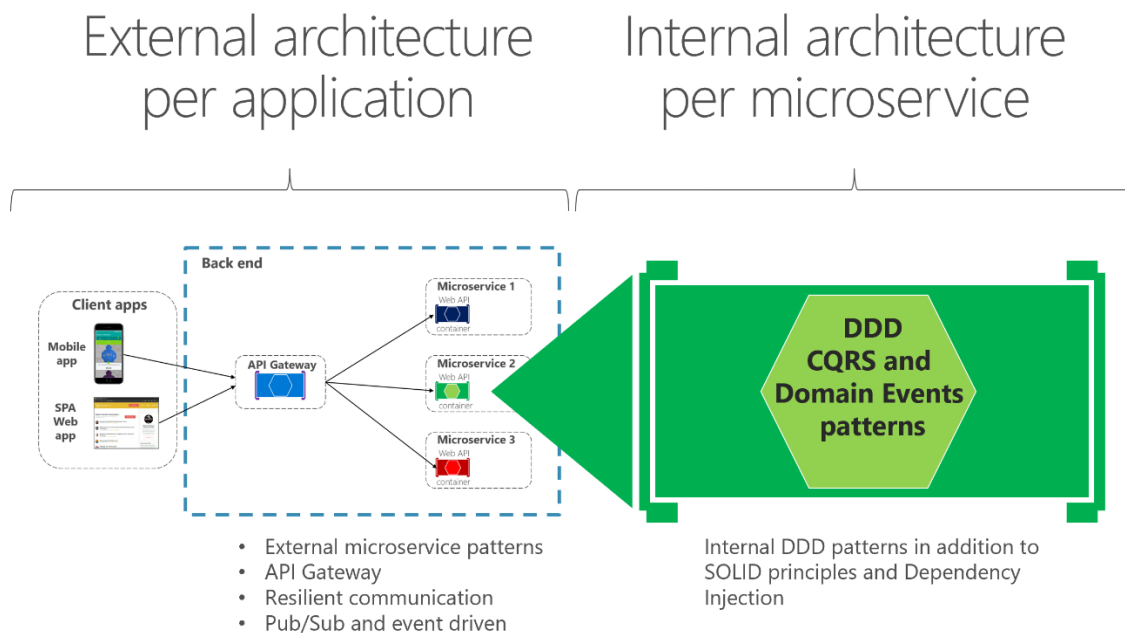 External architecture
per application
Internal architecture
per microservice
Back end
Client apps
Mobile
app
SPA
Web
app
API Gateway
Microservice 1
Web API
container
Microservice 2
Web API
container
Microservice 3
Web API
container
DDD
CQRS and
Domain Events
patterns
• External microservice patterns
• API Gateway
• Resilient communication
• Pub/Sub and event driven
Internal DDD patterns in addition to
SOLID principles and Dependency
Injection